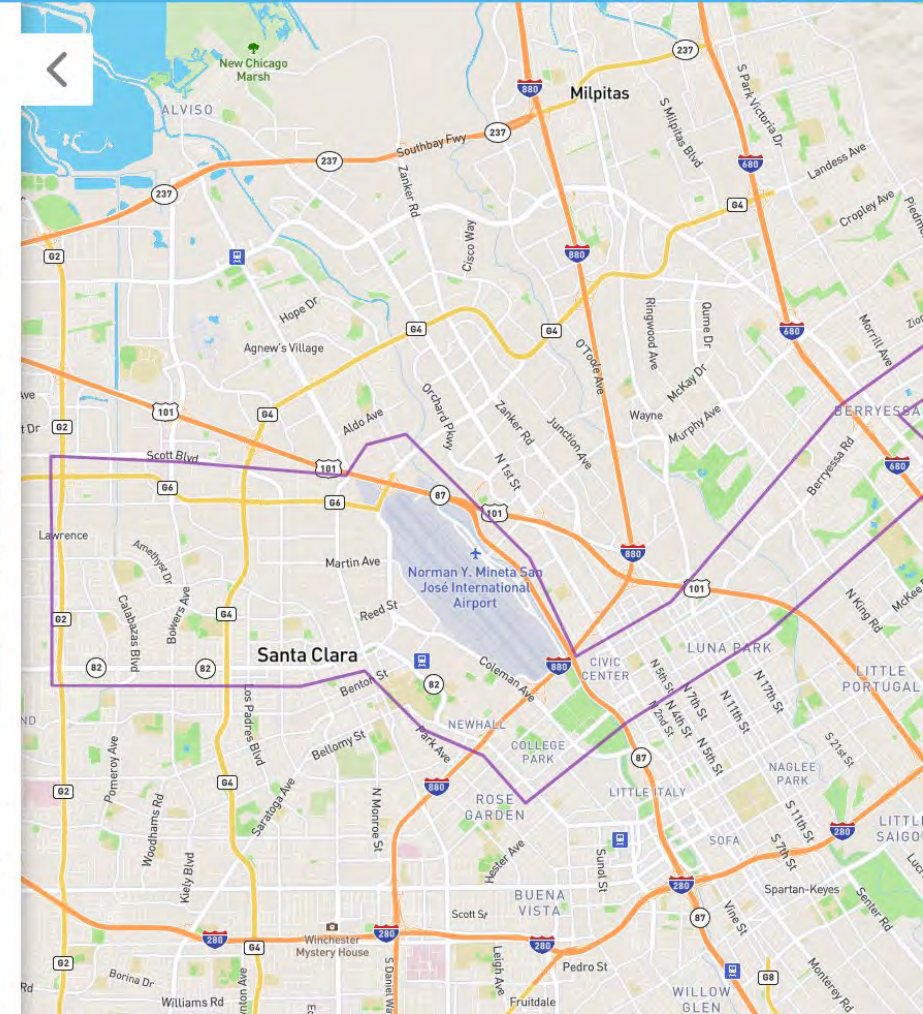 237
New Chicago
Marsh
880
Milpitas
ALVISO
S Park Victoria Dr
S Milpitas Blvd
237
Southbay Fwy
237
680
Landess Ave
Zanker Rd
237
G4
Cropley Ave
Cisco Way
G2
880
Hope Dr
Ringwood Ave
Qume Dr
G4
G4
680
Morrill Ave
Agnew's Village
O'Toole Ave
McKay Dr
Orchard Pkwy
101
G4
Aldo Ave
Zanker Rd
Wayne
BERRYESSA
G2
Junction Ave
Murphy Ave
Scott Blvd
101
N 1st St
Berryessa Rd
680
G6
G6
87
101
Lawrence
Amethyst Dr
Martin Ave
880
Norman Y. Mineta San
José International
Airport
101
Calabazas Blvd
Bowers Ave
Reed St
N King Rd
G2
G4
Santa Clara
LUNA PARK
82
82
Coleman Ave
880
CIVIC
CENTER
N 5th St
N 17th St
LITTLE
PORTUGAL
Benton St
82
N 7th St
N 11th St
N 2nd St
N 4th St
Los Padres Blvd
Park Ave
NEWHALL
N 5th St
S 21st St
Pomeroy Ave
Bellomy St
COLLEGE
PARK
87
NAGLEE
PARK
G2
G4
880
LITTLE ITALY
Woodhams Rd
Saratoga Ave
N Monroe St
ROSE
GARDEN
S 11th St
280
SOFA
S 7th St
Kiely Blvd
Hester Ave
Sunol St
280
Spartan-Keyes
BUENA
VISTA
Scott St
87
Vine St
Senter Rd
280
G4
Winchester
Mystery House
280
280
G2
Leigh Ave
Pedro St
Borina Dr
G8
Monterey Rd
Williams Rd
Fruitdale
WILLOW
GLEN